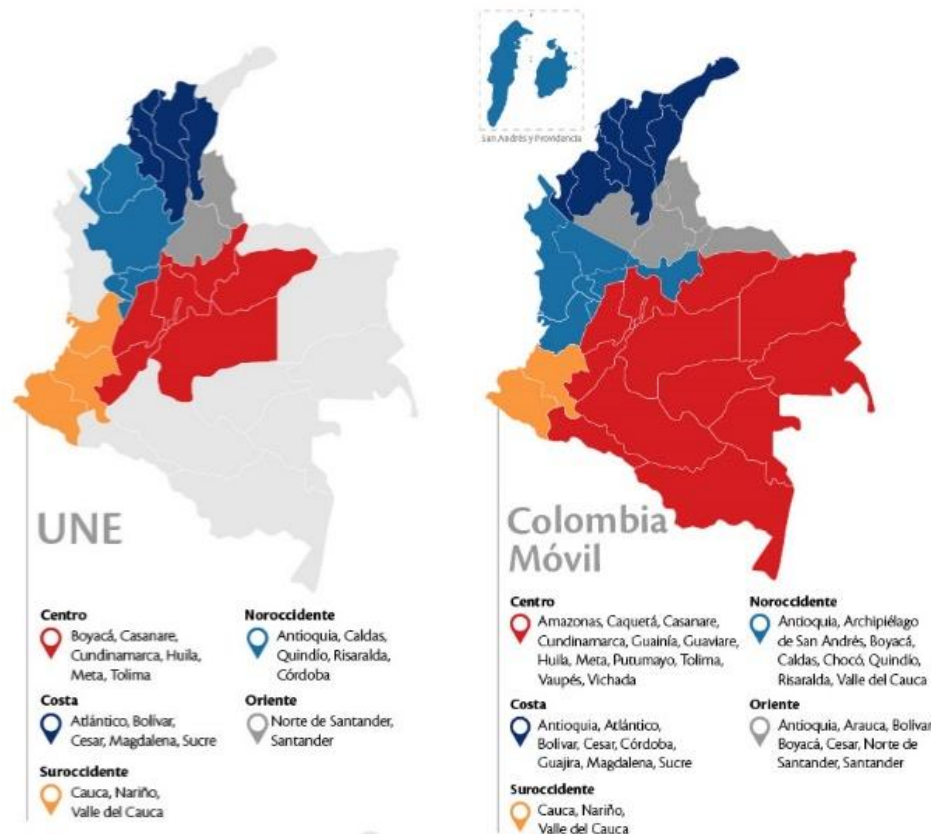 San Andrés y Providencia
UNE
Centro
Boyacá, Casanare,
Cundinamarca, Huila,
Meta, Tolima
Noroccidente
Antioquia, Caldas,
Quindío, Risaralda,
Córdoba
Costa
Atlántico, Bolívar,
Cesar, Magdalena, Sucre
Oriente
Norte de Santander,
Santander
Suroccidente
Cauca, Nariño,
Valle del Cauca
Colombia
Móvil
Centro
Amazonas, Caquetá, Casanare,
Cundinamarca, Guainía, Guaviare,
Huila, Meta, Putumayo, Tolima,
Vaupés, Vichada
Noroccidente
Antioquia, Archipiélago
de San Andrés, Boyacá,
Caldas, Chocó, Quindío,
Risaralda, Valle del Cauca
Costa
Antioquia, Atlántico,
Bolívar, Cesar, Córdoba,
Guajira, Magdalena, Sucre
Oriente
Antioquia, Arauca, Bolívar
Boyacá, Cesar, Norte de
Santander, Santander
Suroccidente
Cauca, Nariño,
Valle del Cauca